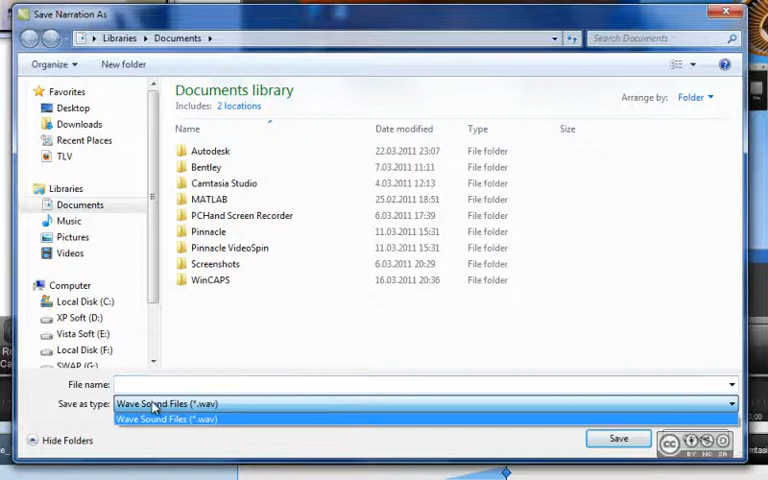 Save Narration As
Libraries Documents
Search Documents
Organize New folder
Favorites
Desktop
Downloads
Recent Places
TLV
Libraries
Documents
Music
Pictures
Videos
Computer
Local Disk (C:)
XP Soft (D:)
Vista Soft (E:)
Local Disk (F:)
SWAP (G:)
Documents library
Includes: 2 locations
Arrange by: Folder
Name Date modified Type Size
Autodesk 22.03.2011 23:07 File folder
Bentley 7.03.2011 11:11 File folder
Camtasia Studio 4.03.2011 12:13 File folder
MATLAB 25.02.2011 18:51 File folder
PCHand Screen Recorder 6.03.2011 17:39 File folder
Pinnacle 11.03.2011 15:31 File folder
Pinnacle VideoSpin 11.03.2011 15:31 File folder
Screenshots 6.03.2011 20:29 File folder
WinCAPS 16.03.2011 20:36 File folder
File name:
Save as type: Wave Sound Files (*.wav)
Wave Sound Files (*.wav)
Hide Folders
Save
cc
BY NC SA